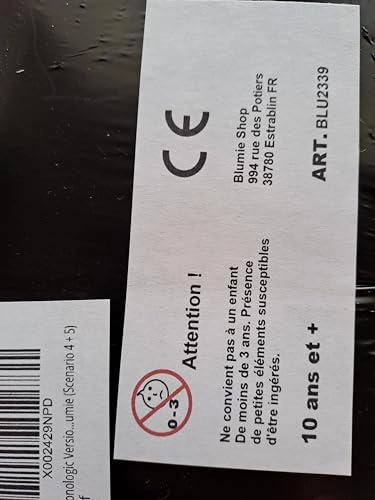 CE
Blumie Shop
994 rue des Potiers
38780 Estrablin FR
ART. BLU2339
0-3
Attention !
Ne convient pas à un enfant
De moins de 3 ans. Présence
de petites éléments susceptibles
d'être ingérés.
10 ans et +
X002429NPD
onologic Versio...umie (Scenario 4 + 5)
f